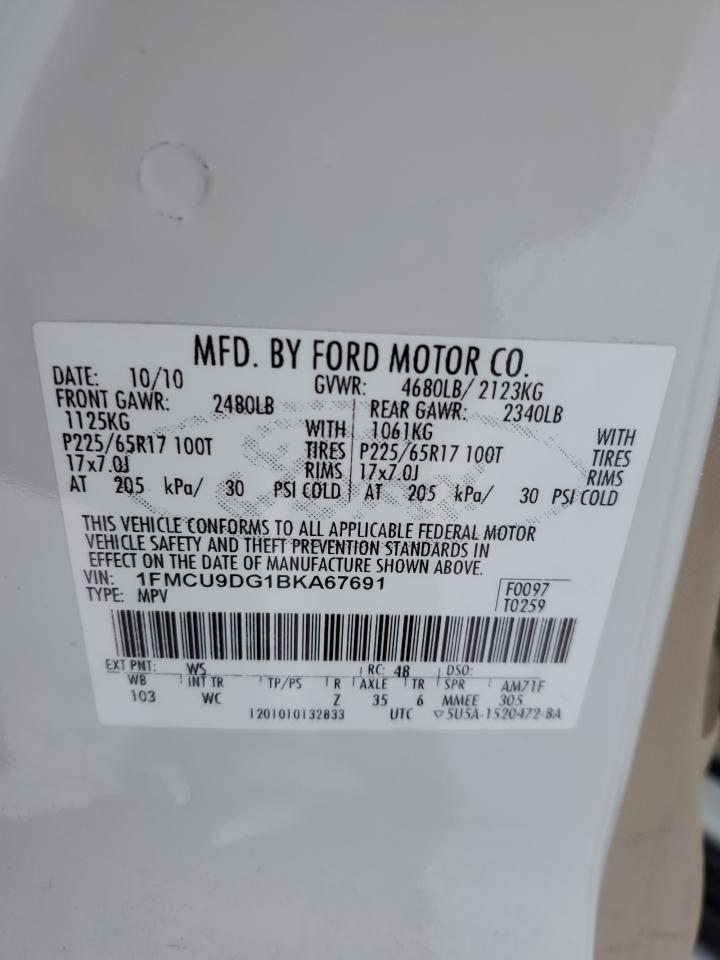 MFD. BY FORD MOTOR CO.
DATE: 10/10 GVWR: 4680LB/ 2123KG
FRONT GAWR: 2480LB REAR GAWR: 2340LB
1125KG WITH 1061KG WITH
P225/65R17 100T TIRES P225/65R17 100T TIRES
17x7.0J RIMS 17x7.0J RIMS
AT 205 kPa/ 30 PSI COLD AT 205 kPa/ 30 PSI COLD
THIS VEHICLE CONFORMS TO ALL APPLICABLE FEDERAL MOTOR
VEHICLE SAFETY AND THEFT PREVENTION STANDARDS IN
EFFECT ON THE DATE OF MANUFACTURE SHOWN ABOVE.
VIN: 1FMCU9DG1BKA67691 F0097
TYPE: MPV T0259
EXT PNT: WS RC: 48 DSO:
WB INT TR TP/PS R AXLE TR SPR AM71F
103 WC Z 35 6 MMEE 305
1201010132833 UTC ▽5U5A-1520472-BA